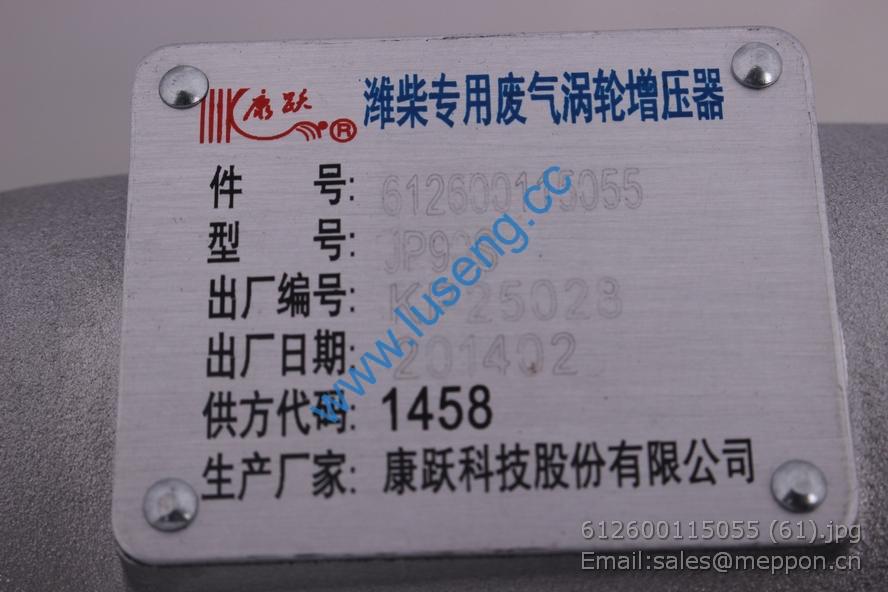 康跃 ® 潍柴专用废气涡轮增压器
件 号: 612600115055
型 号:
出厂编号:
出厂日期: 201402
供方代码: 1458
生产厂家: 康跃科技股份有限公司
www.luseng.cc
612600115055 (61).jpg
Email:sales@meppon.cn